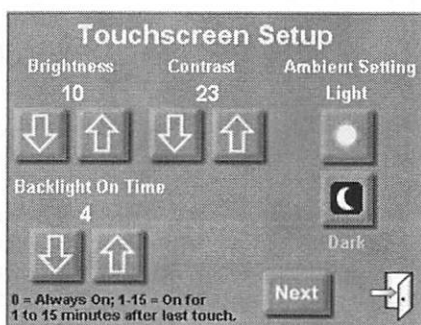 Touchscreen Setup
Brightness Contrast Ambient Setting
10 23 Light
Backlight On Time
4
Dark
0 = Always On; 1-15 = On for
1 to 15 minutes after last touch.
Next